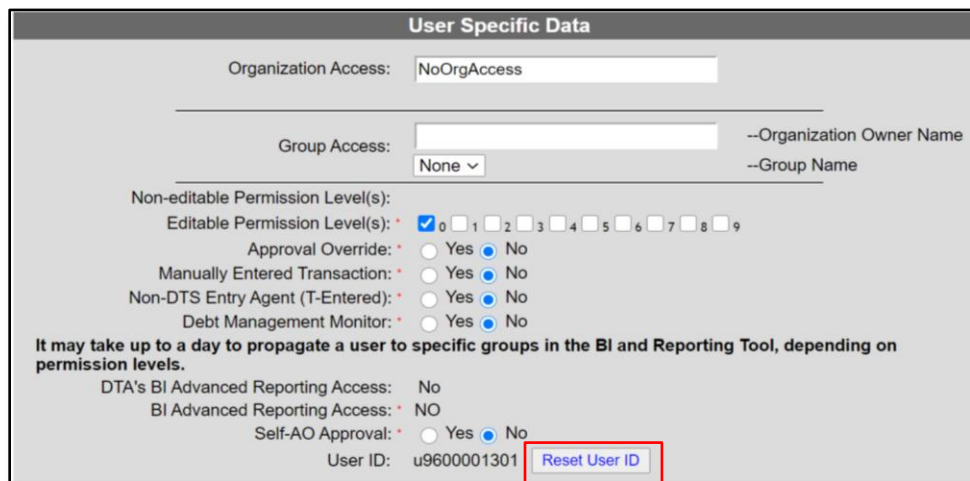 User Specific Data
Organization Access: NoOrgAccess
Group Access: --Organization Owner Name
None --Group Name
Non-editable Permission Level(s):
Editable Permission Level(s): * 0 1 2 3 4 5 6 7 8 9
Approval Override: * Yes No
Manually Entered Transaction: * Yes No
Non-DTS Entry Agent (T-Entered): * Yes No
Debt Management Monitor: * Yes No
It may take up to a day to propagate a user to specific groups in the BI and Reporting Tool, depending on
permission levels.
DTA's BI Advanced Reporting Access: No
BI Advanced Reporting Access: * NO
Self-AO Approval: * Yes No
User ID: u9600001301 Reset User ID